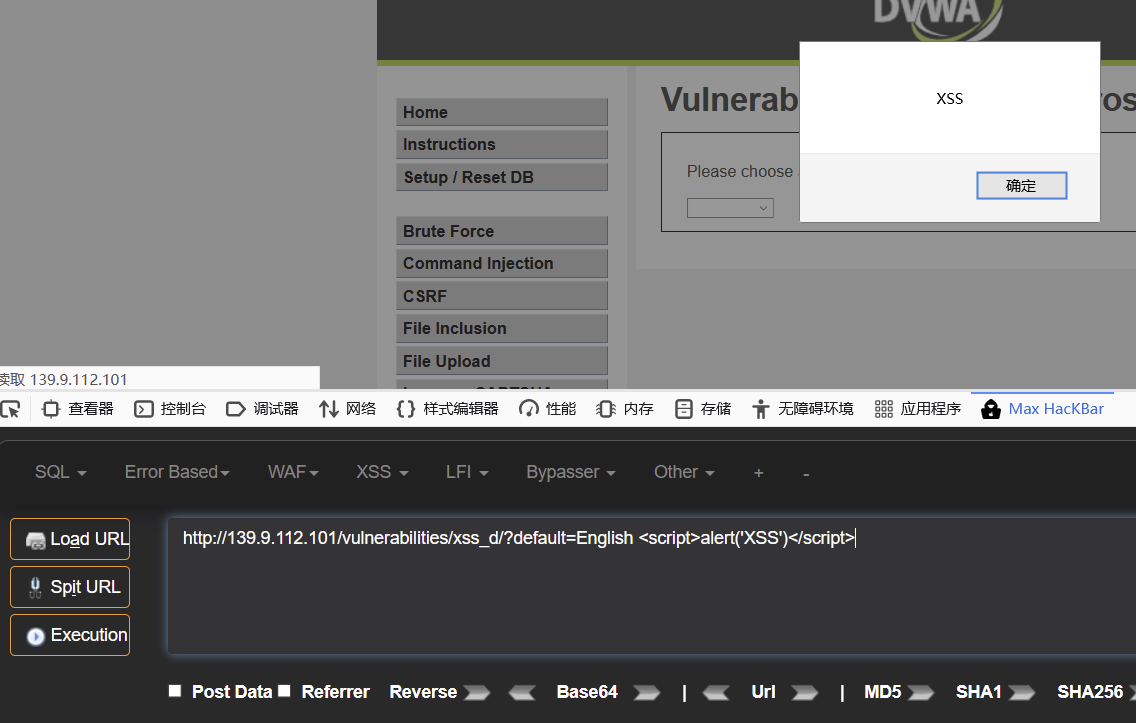 DVWA
XSS
Vulnerab
ros
Home
Instructions
Please choose
Setup / Reset DB
确定
Brute Force
Command Injection
CSRF
File Inclusion
File Upload
读取 139.9.112.101
查看器 控制台 调试器 网络 样式编辑器 性能 内存 存储 无障碍环境 应用程序 Max HacKBar
SQL Error Based WAF XSS LFI Bypasser Other + -
Load URL
http://139.9.112.101/vulnerabilities/xss_d/?default=English <script>alert('XSS')</script>
Spit URL
Execution
Post Data Referrer Reverse Base64 | Url | MD5 SHA1 SHA256